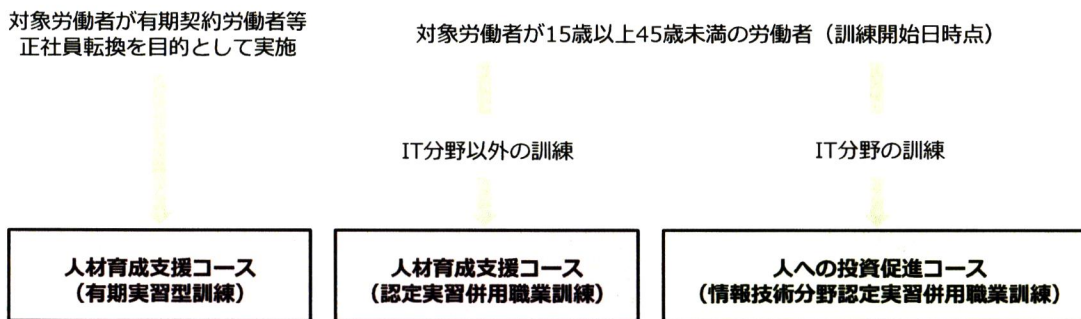 対象労働者が有期契約労働者等
正社員転換を目的として実施
対象労働者が15歳以上45歳未満の労働者（訓練開始日時点）
IT分野以外の訓練
IT分野の訓練
人材育成支援コース
（有期実習型訓練）
人材育成支援コース
（認定実習併用職業訓練）
人への投資促進コース
（情報技術分野認定実習併用職業訓練）